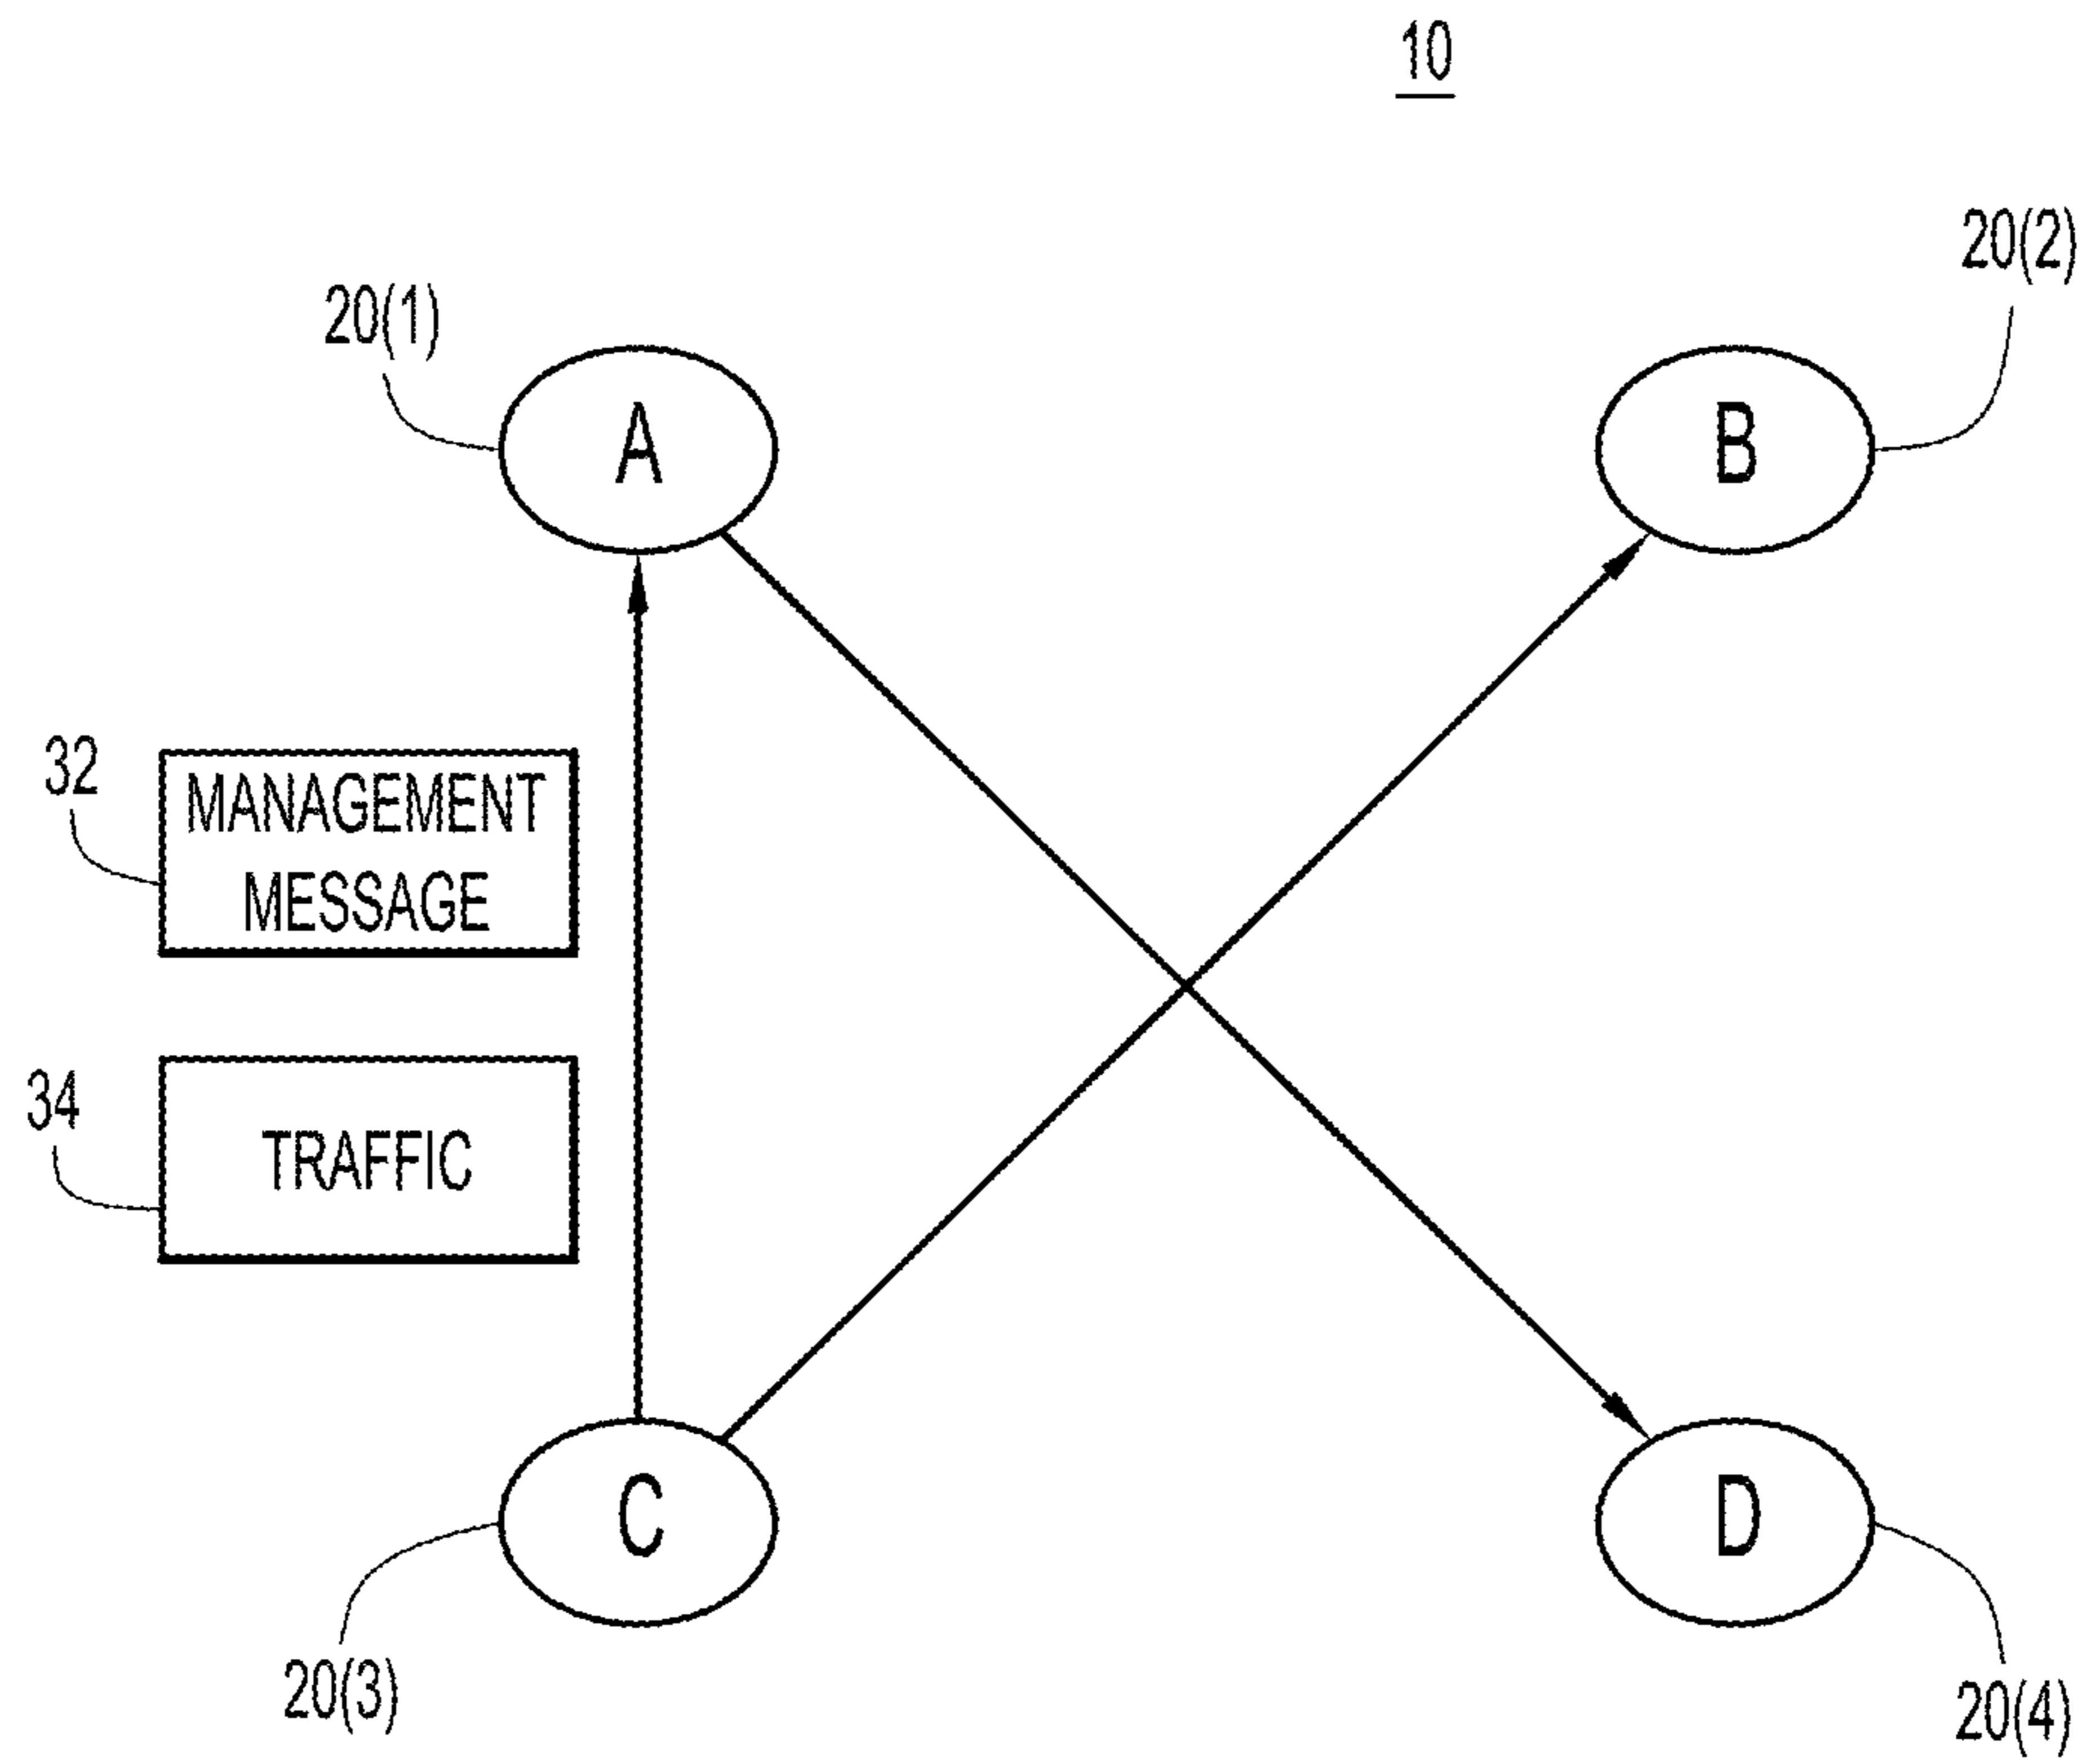 10
20(1)
20(2)
A
B
32
MANAGEMENT
MESSAGE
34
TRAFFIC
C
D
20(3)
20(4)